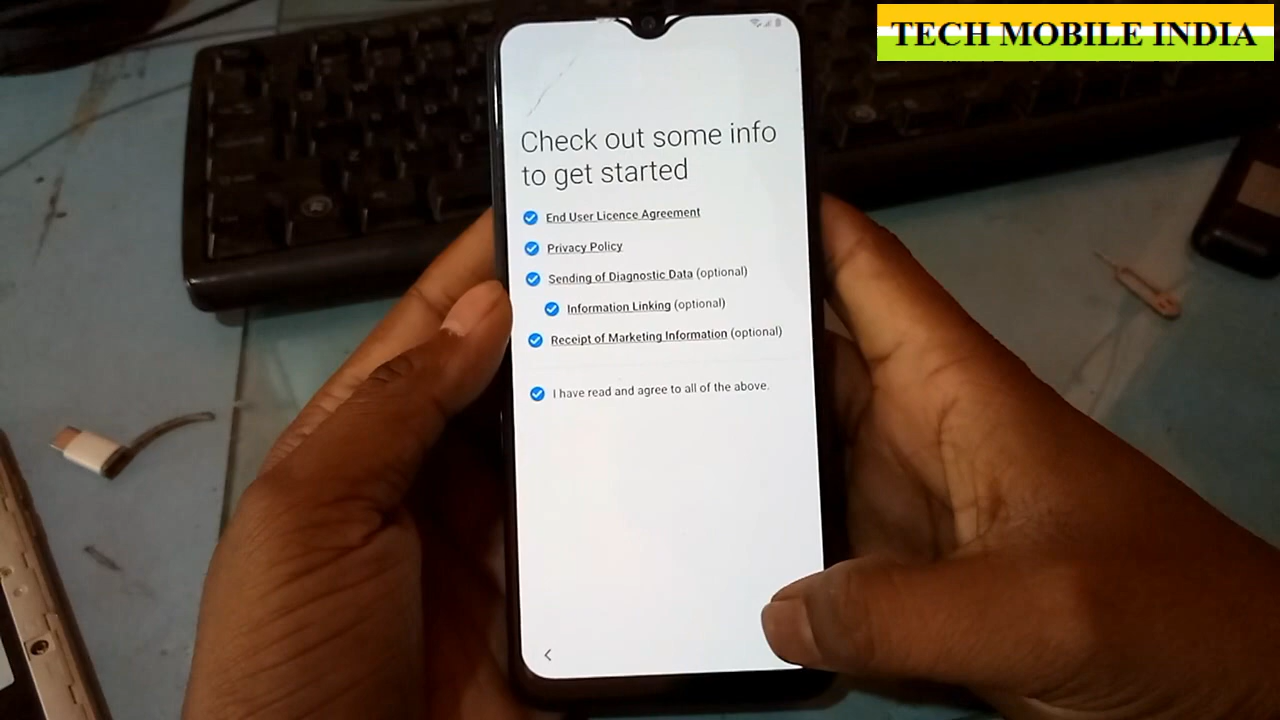 TECH MOBILE INDIA
Check out some info
to get started
End User Licence Agreement
Privacy Policy
Sending of Diagnostic Data (optional)
Information Linking (optional)
Receipt of Marketing Information (optional)
I have read and agree to all of the above.